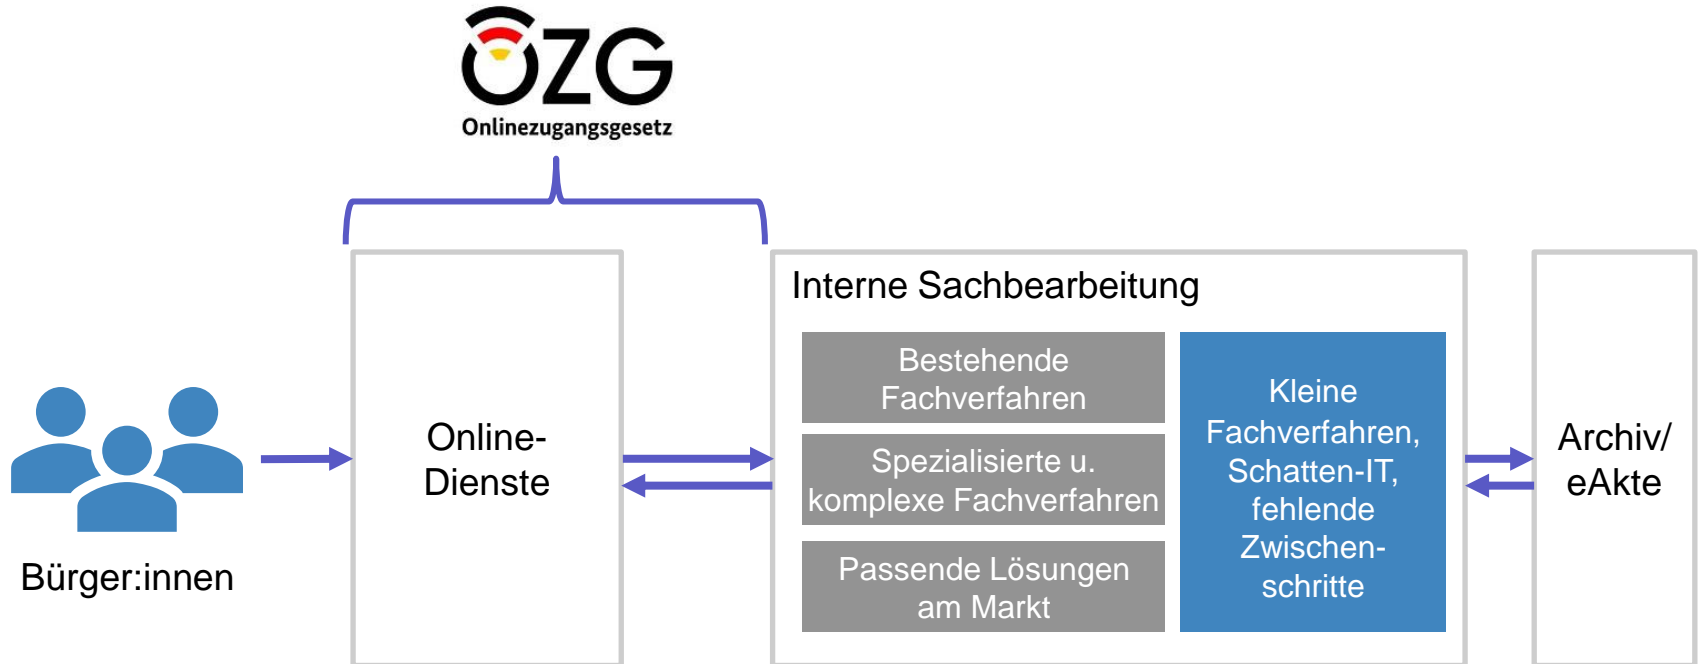 OZG
Onlinezugangsgesetz
Bürger:innen
Online-
Dienste
Interne Sachbearbeitung
Bestehende
Fachverfahren
Spezialisierte u.
komplexe Fachverfahren
Passende Lösungen
am Markt
Kleine
Fachverfahren,
Schatten-IT,
fehlende
Zwischen-
schritte
Archiv/
eAkte